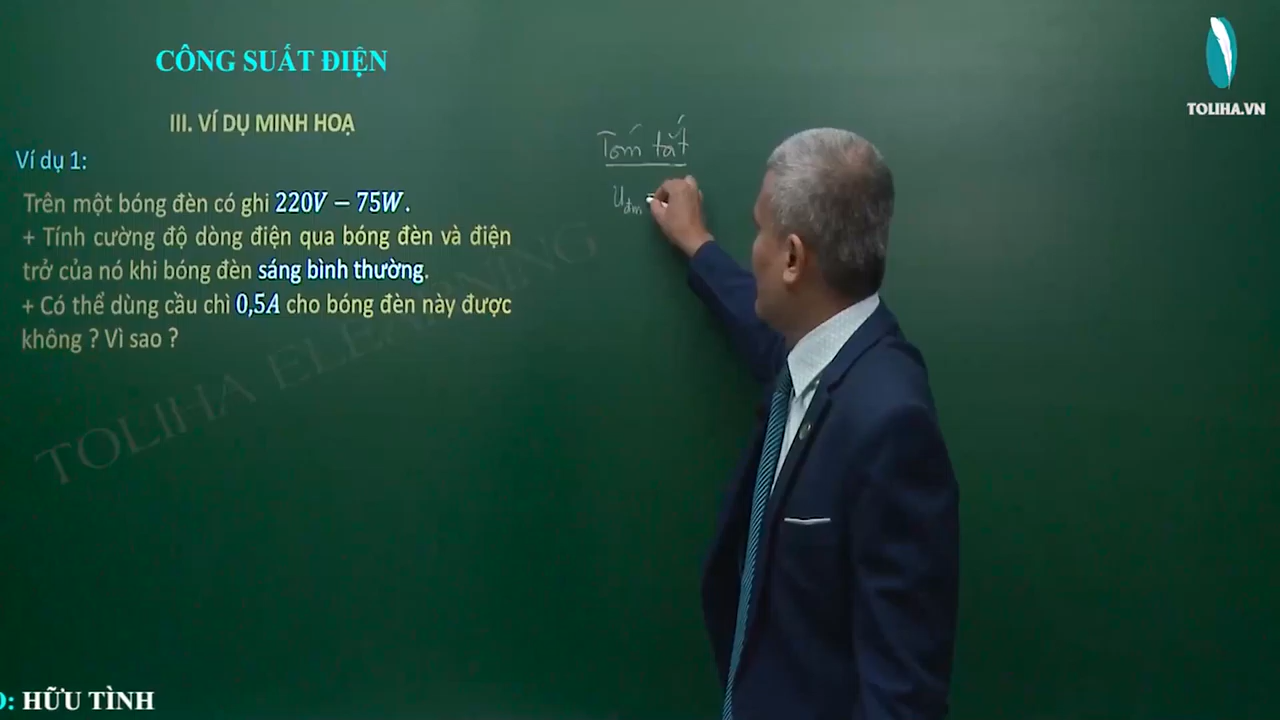 CÔNG SUẤT ĐIỆN
TOLIHA.VN
III. VÍ DỤ MINH HOẠ
Ví dụ 1:
Trên một bóng đèn có ghi 220V – 75W.
+ Tính cường độ dòng điện qua bóng đèn và điện
trở của nó khi bóng đèn sáng bình thường.
+ Có thể dùng cầu chì 0,5A cho bóng đèn này được
không ? Vì sao ?
Tóm tắt
Uđm =
TOLIHA ELEARNING
: HỮU TÌNH